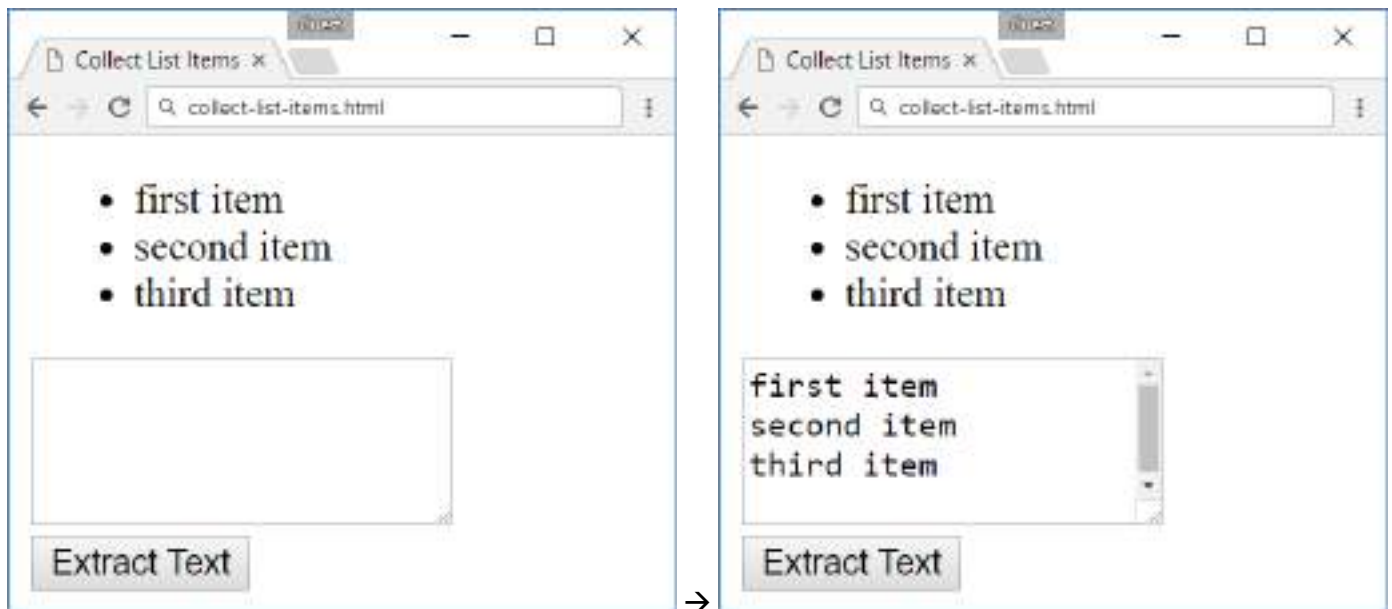 Collect List Items ×
collect-list-items.html
• first item
• second item
• third item
Extract Text
→
Collect List Items ×
collect-list-items.html
• first item
• second item
• third item
first item
second item
third item
Extract Text